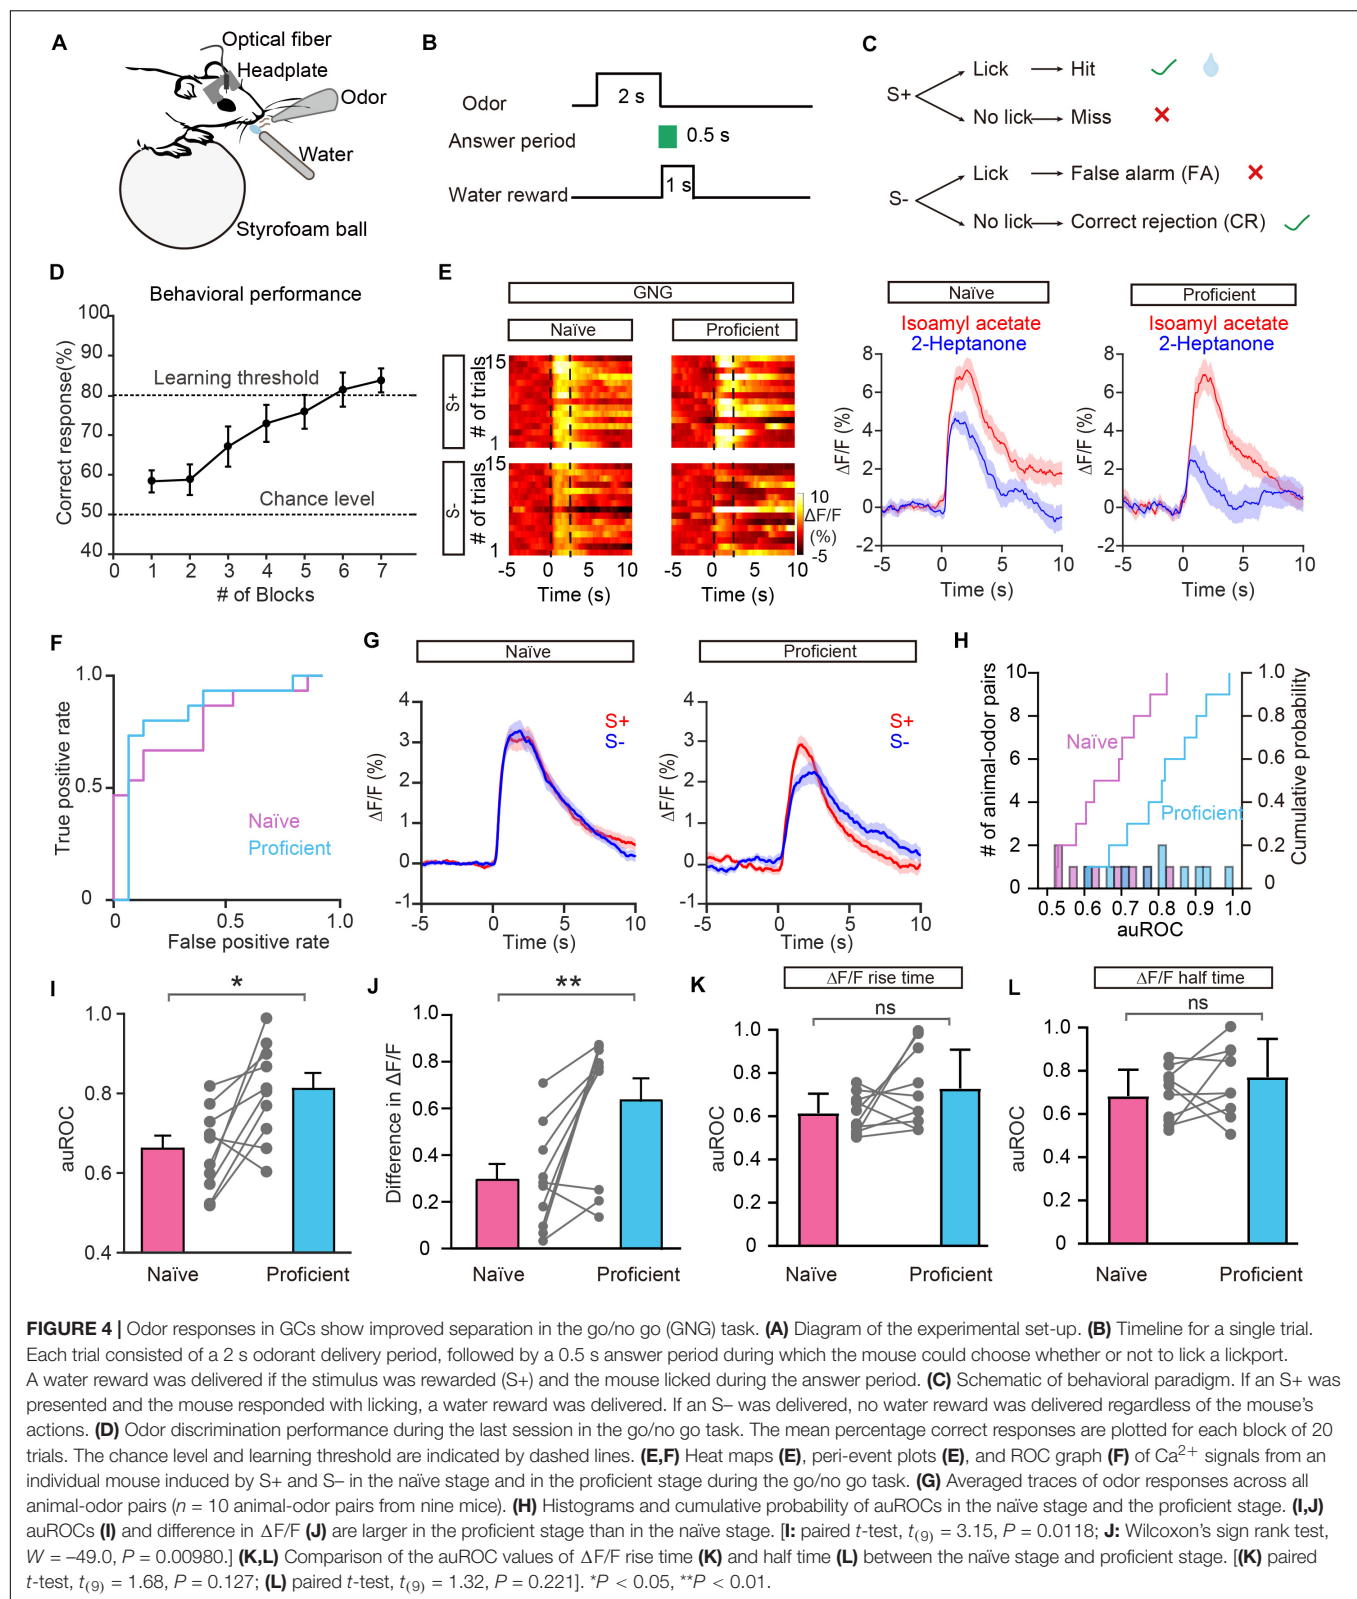 A
Optical fiber
Headplate
Odor
Water
Styrofoam ball
B
Odor
2 s
Answer period
0.5 s
Water reward
1 s
C
S+
Lick
Hit
No lick
Miss
S-
Lick
False alarm (FA)
No lick
Correct rejection (CR)
D
Behavioral performance
Correct response(%)
100
90
80
70
60
50
40
Learning threshold
Chance level
0 1 2 3 4 5 6 7
# of Blocks
E
GNG
Naïve
Proficient
S+
# of trials
15
1
S-
# of trials
15
1
10
ΔF/F
(%)
-5
-5 0 5 10
Time (s)
-5 0 5 10
Time (s)
Naïve
Isoamyl acetate
2-Heptanone
ΔF/F (%)
8
6
4
2
0
-2
-5 0 5 10
Time (s)
Proficient
Isoamyl acetate
2-Heptanone
ΔF/F (%)
8
6
4
2
0
-2
-5 0 5 10
Time (s)
F
True positive rate
1.0
0.5
0
Naïve
Proficient
0 0.5 1.0
False positive rate
G
Naïve
S+
S-
ΔF/F (%)
4
3
2
1
0
-1
-5 0 5 10
Time (s)
Proficient
S+
S-
ΔF/F (%)
4
3
2
1
0
-1
-5 0 5 10
Time (s)
H
# of animal-odor pairs
10
8
6
4
2
0
Naïve
Proficient
1.0
0.8
0.6
0.4
0.2
0
Cumulative probability
0.5 0.6 0.7 0.8 0.9 1.0
auROC
I
*
auROC
1.0
0.8
0.6
0.4
Naïve
Proficient
J
**
Difference in ΔF/F
1.0
0.8
0.6
0.4
0.2
0
Naïve
Proficient
K
ΔF/F rise time
ns
auROC
1.0
0.8
0.6
0.4
0.2
0
Naïve
Proficient
L
ΔF/F half time
ns
auROC
1.0
0.8
0.6
0.4
0.2
0
Naïve
Proficient
FIGURE 4 | Odor responses in GCs show improved separation in the go/no go (GNG) task. (A) Diagram of the experimental set-up. (B) Timeline for a single trial.
Each trial consisted of a 2 s odorant delivery period, followed by a 0.5 s answer period during which the mouse could choose whether or not to lick a lickport.
A water reward was delivered if the stimulus was rewarded (S+) and the mouse licked during the answer period. (C) Schematic of behavioral paradigm. If an S+ was
presented and the mouse responded with licking, a water reward was delivered. If an S– was delivered, no water reward was delivered regardless of the mouse's
actions. (D) Odor discrimination performance during the last session in the go/no go task. The mean percentage correct responses are plotted for each block of 20
trials. The chance level and learning threshold are indicated by dashed lines. (E,F) Heat maps (E), peri-event plots (E), and ROC graph (F) of Ca2+ signals from an
individual mouse induced by S+ and S– in the naïve stage and in the proficient stage during the go/no go task. (G) Averaged traces of odor responses across all
animal-odor pairs (n = 10 animal-odor pairs from nine mice). (H) Histograms and cumulative probability of auROCs in the naïve stage and the proficient stage. (I,J)
auROCs (I) and difference in ΔF/F (J) are larger in the proficient stage than in the naïve stage. [I: paired t-test, t(9) = 3.15, P = 0.0118; J: Wilcoxon's sign rank test,
W = –49.0, P = 0.00980.] (K,L) Comparison of the auROC values of ΔF/F rise time (K) and half time (L) between the naïve stage and proficient stage. [(K) paired
t-test, t(9) = 1.68, P = 0.127; (L) paired t-test, t(9) = 1.32, P = 0.221]. *P < 0.05, **P < 0.01.